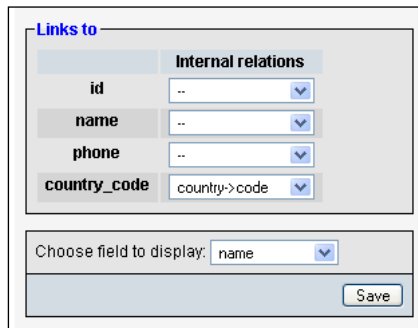 Links to
Internal relations
id --
name --
phone --
country_code country->code
Choose field to display: name
Save